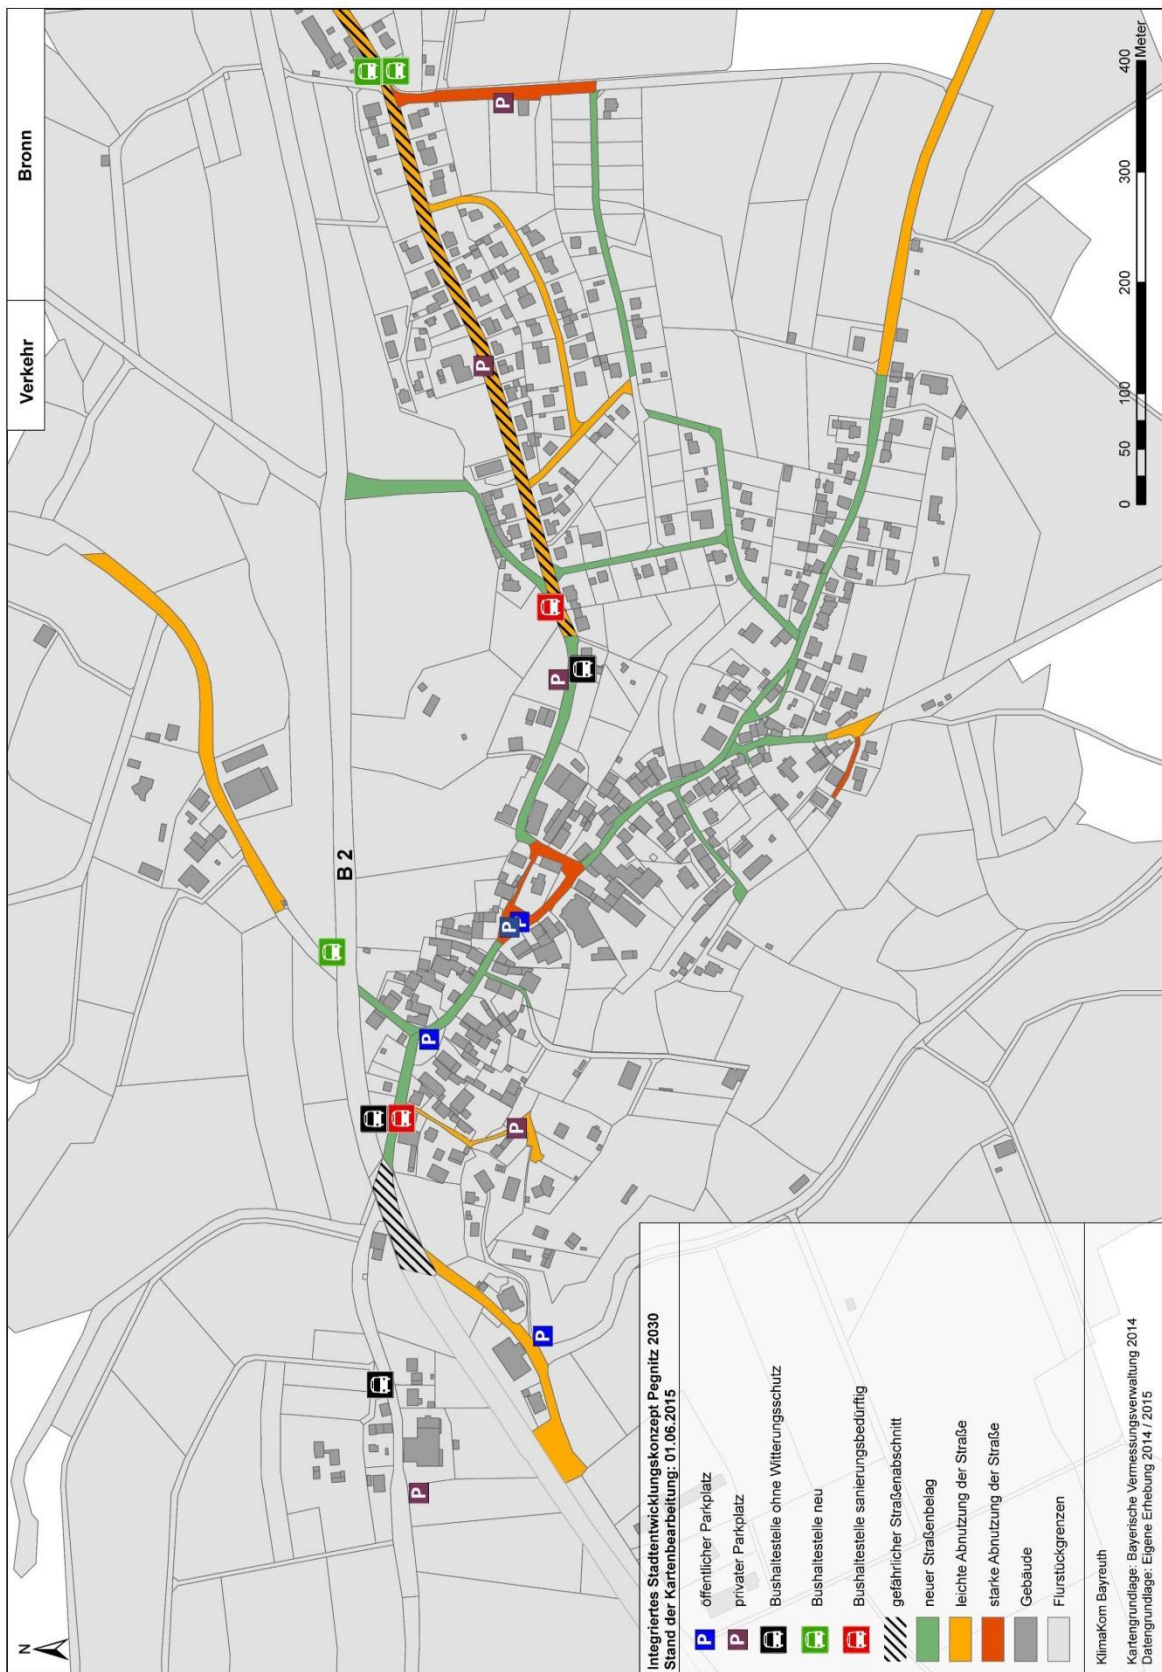 Verkehr
Bronn
N
B 2
P
P
P
P
P
P
P
P
P
Integriertes Stadtentwicklungskonzept Pegnitz 2030
Stand der Kartenbearbeitung: 01.06.2015
P öffentlicher Parkplatz
P privater Parkplatz
Bushaltestelle ohne Witterungsschutz
Bushaltestelle neu
Bushaltestelle sanierungsbedürftig
gefährlicher Straßenabschnitt
neuer Straßenbelag
leichte Abnutzung der Straße
starke Abnutzung der Straße
Gebäude
Flurstückgrenzen
KlimaKom Bayreuth
Kartengrundlage: Bayerische Vermessungsverwaltung 2014
Datengrundlage: Eigene Erhebung 2014 / 2015
0 50 100 200 300 400
Meter